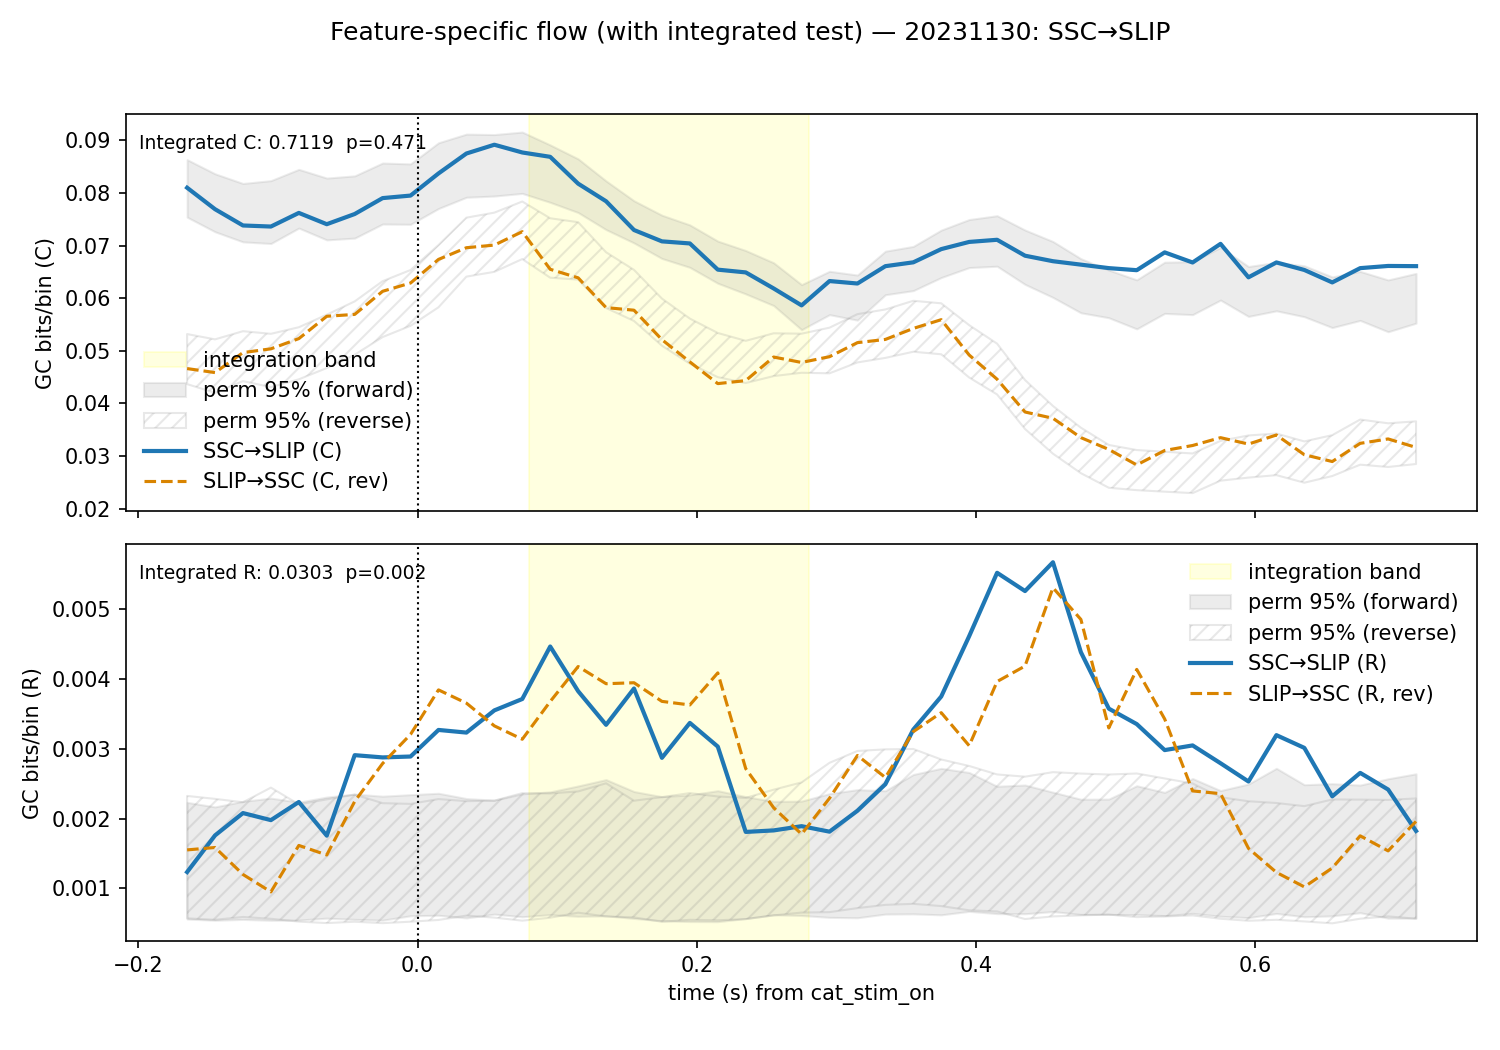 Feature-specific flow (with integrated test) — 20231130: SSC→SLIP
Integrated C: 0.7119  p=0.471
GC bits/bin (C)
0.09
0.08
0.07
0.06
0.05
0.04
0.03
0.02
integration band
perm 95% (forward)
perm 95% (reverse)
SSC→SLIP (C)
SLIP→SSC (C, rev)
Integrated R: 0.0303  p=0.002
GC bits/bin (R)
0.005
0.004
0.003
0.002
0.001
integration band
perm 95% (forward)
perm 95% (reverse)
SSC→SLIP (R)
SLIP→SSC (R, rev)
−0.2 0.0 0.2 0.4 0.6
time (s) from cat_stim_on